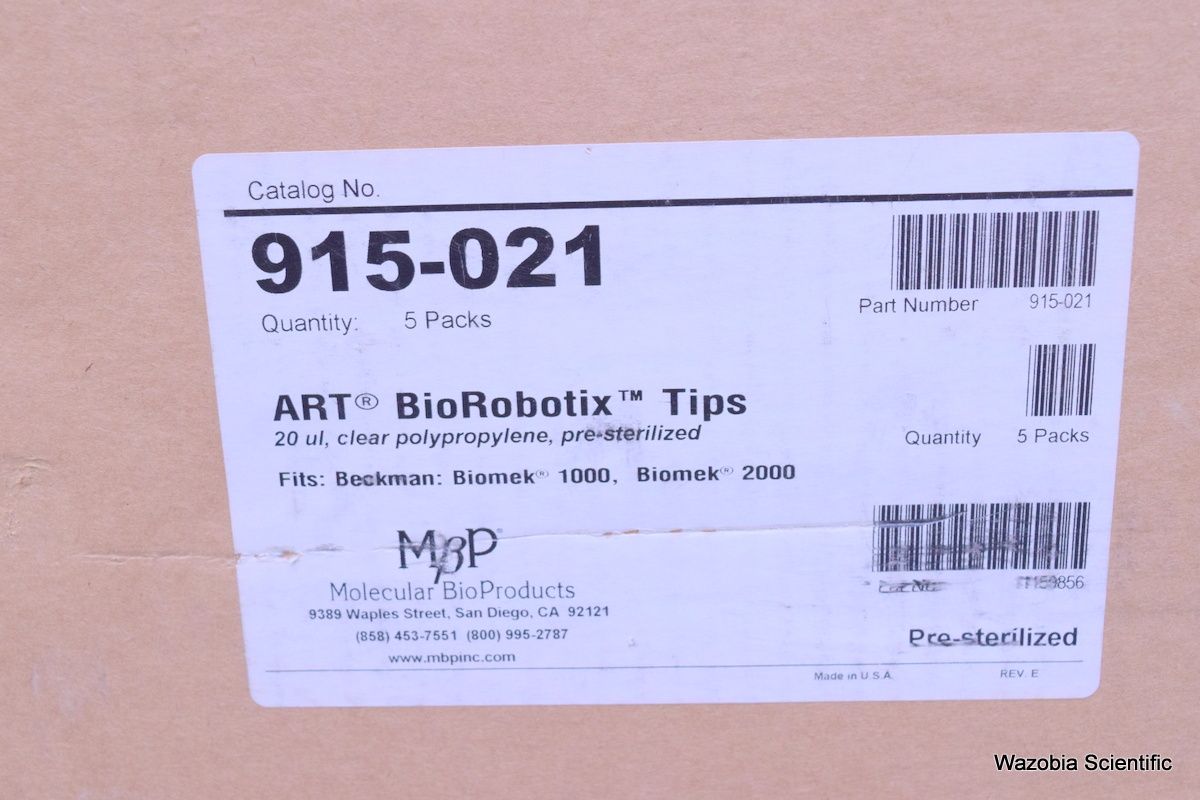 Catalog No.
915-021
Quantity: 5 Packs
Part Number 915-021
ART® BioRobotix™ Tips
20 ul, clear polypropylene, pre-sterilized
Quantity 5 Packs
Fits: Beckman: Biomek® 1000, Biomek® 2000
MBP
Molecular BioProducts
9389 Waples Street, San Diego, CA 92121
(858) 453-7551 (800) 995-2787
www.mbpinc.com
Lot No.
Pre-sterilized
Made in U.S.A.
REV. E
Wazobia Scientific